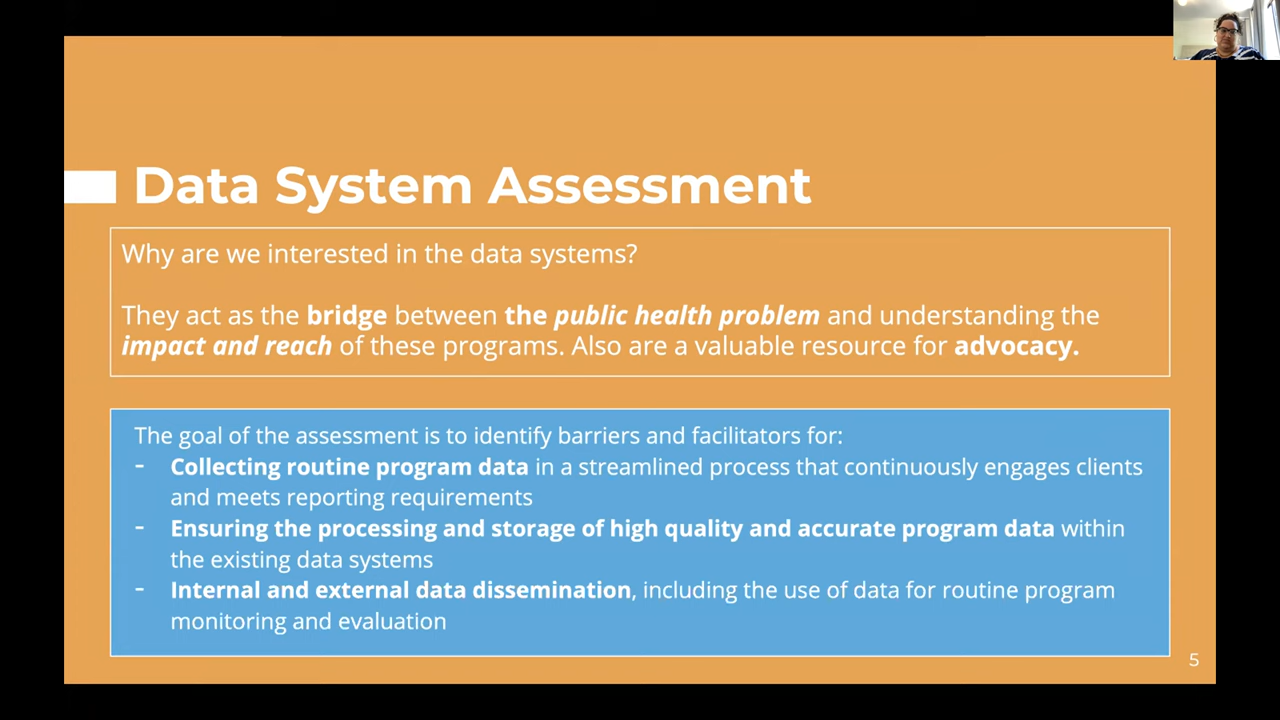 Data System Assessment
Why are we interested in the data systems?
They act as the bridge between the public health problem and understanding the
impact and reach of these programs. Also are a valuable resource for advocacy.
The goal of the assessment is to identify barriers and facilitators for:
- Collecting routine program data in a streamlined process that continuously engages clients
and meets reporting requirements
- Ensuring the processing and storage of high quality and accurate program data within
the existing data systems
- Internal and external data dissemination, including the use of data for routine program
monitoring and evaluation
5